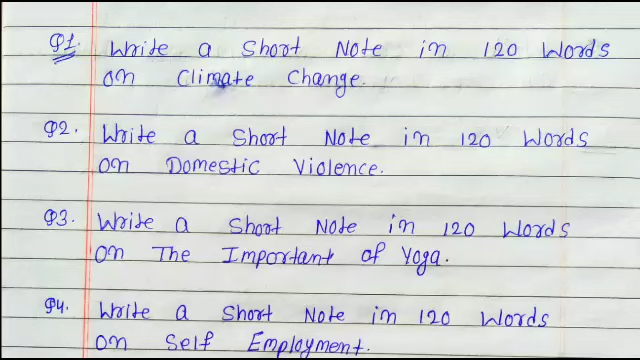 Q1. Write a Short Note in 120 Words
on Climate Change.
Q2. Write a Short Note in 120 Words
on Domestic Violence.
Q3. Write a Short Note in 120 Words
on The Important of Yoga.
Q4. Write a Short Note in 120 Words
on Self Employment.